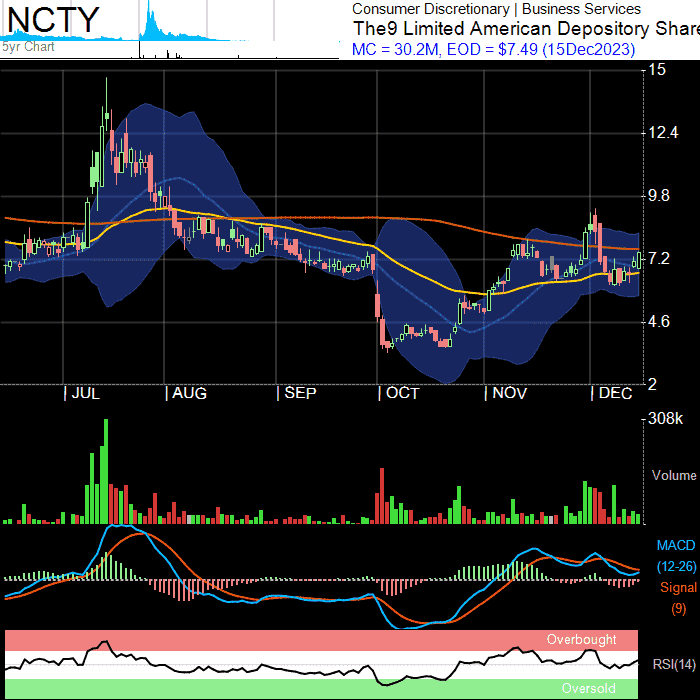 NCTY
Consumer Discretionary | Business Services
The9 Limited American Depository Share
MC = 30.2M, EOD = $7.49 (15Dec2023)
5yr Chart
15
12.4
9.8
7.2
4.6
2
| JUL | AUG | SEP | OCT | NOV | DEC
308k
Volume
MACD
(12-26)
Signal
(9)
Overbought
RSI(14)
Oversold